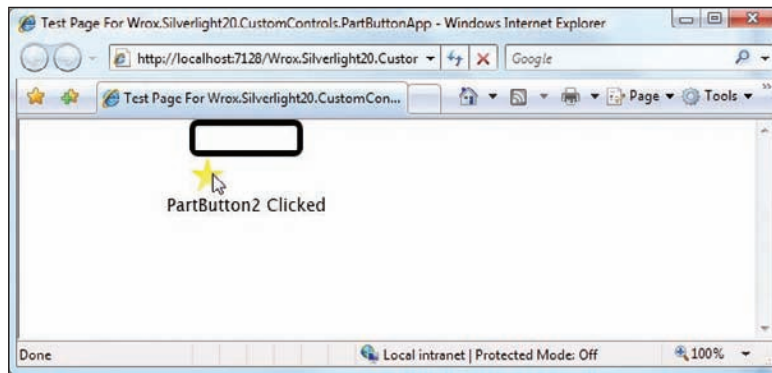 Test Page For Wrox.Silverlight20.CustomControls.PartButtonApp - Windows Internet Explorer
http://localhost:7128/Wrox.Silverlight20.Custor
Google
Test Page For Wrox.Silverlight20.CustomCon...
Page
Tools
PartButton2 Clicked
Done
Local intranet | Protected Mode: Off
100%